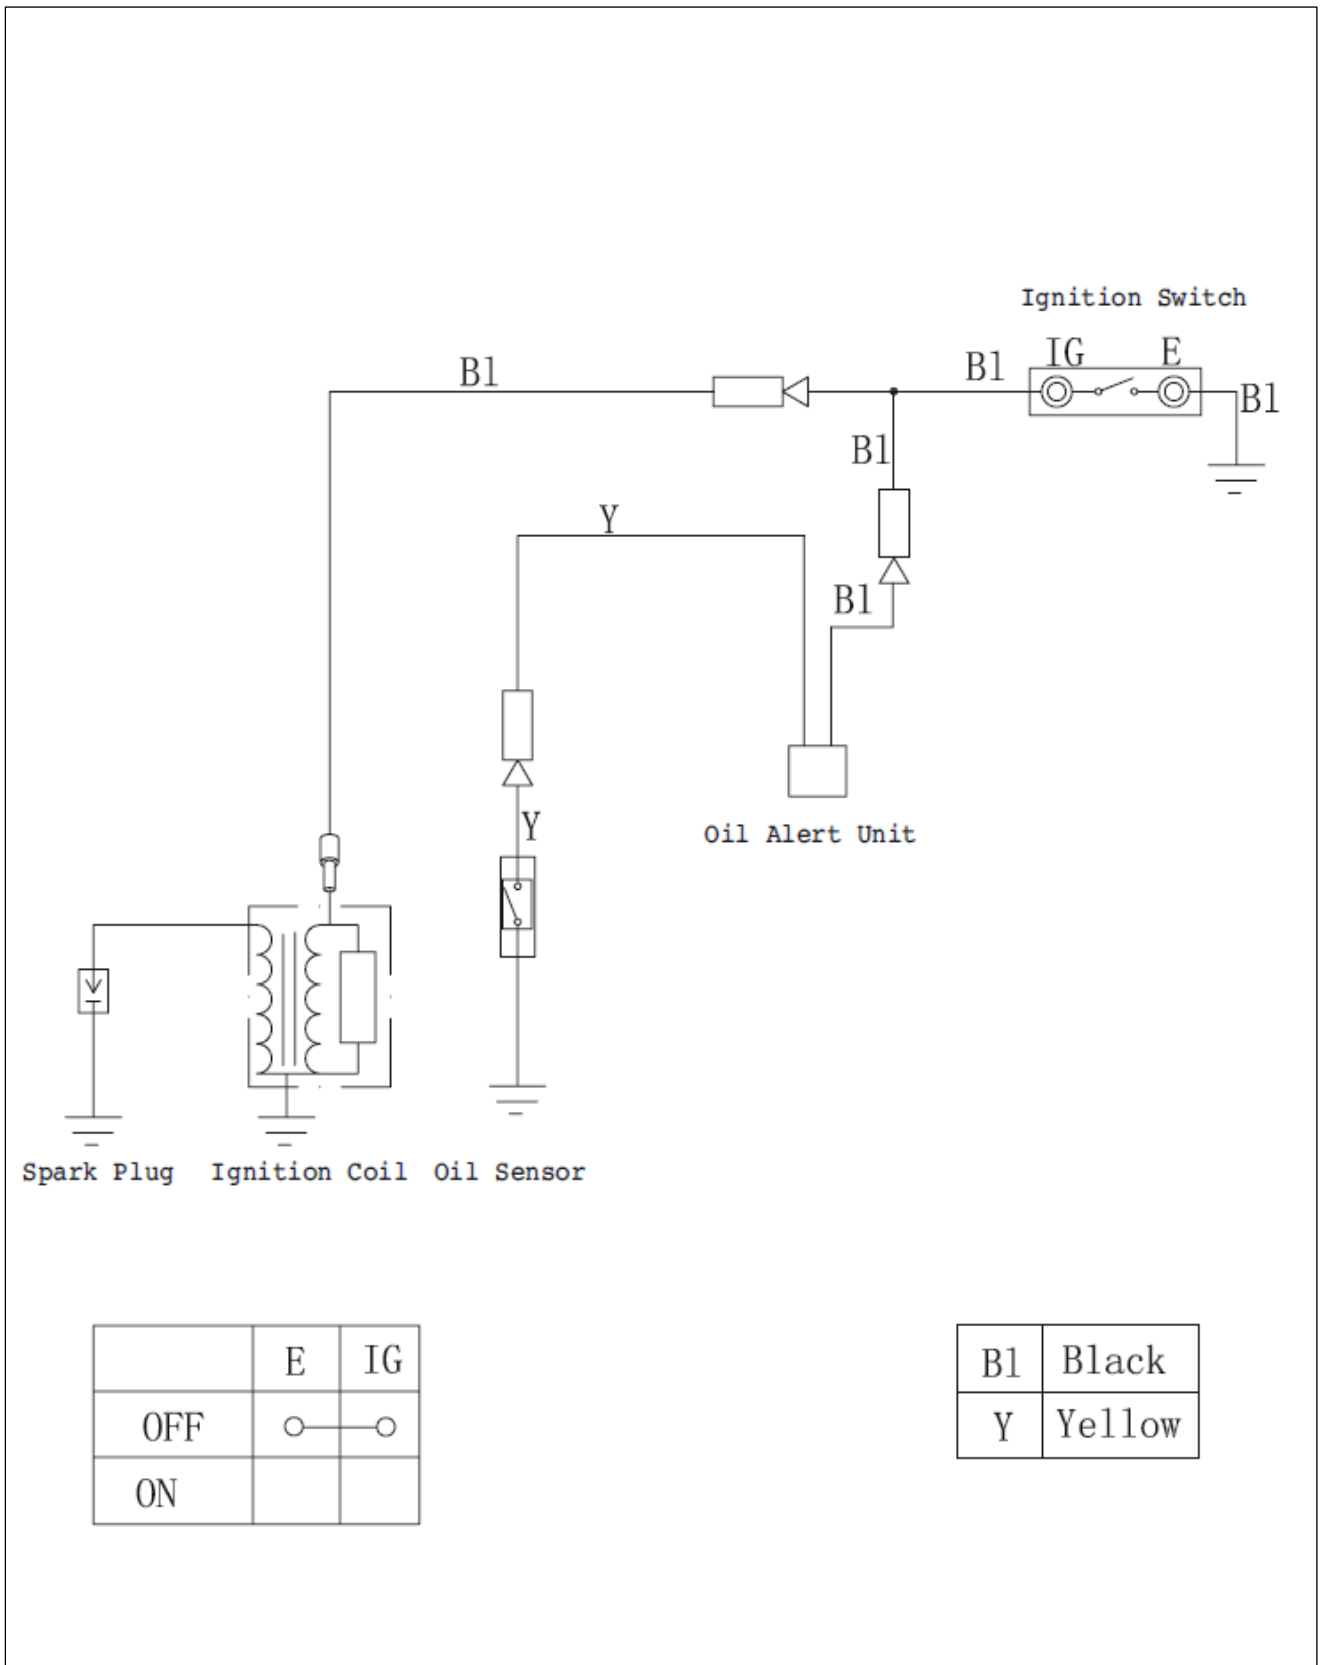 Ignition Switch
Bl
Bl
IG
E
Bl
Bl
Y
Bl
Y
Oil Alert Unit
Spark Plug
Ignition Coil
Oil Sensor
E IG
OFF
ON
Bl Black
Y Yellow